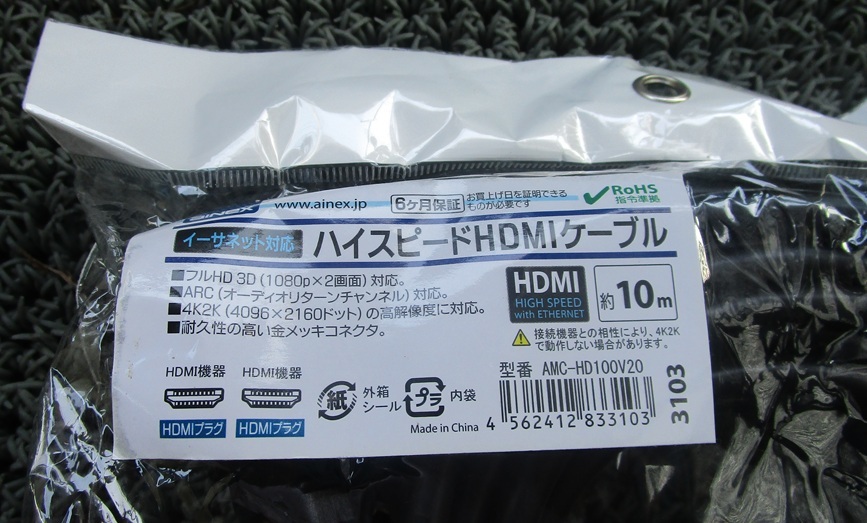 AINEX www.ainex.jp 6ヶ月保証 お買上げ日を証明できる
ものが必要です
RoHS
指令準拠
イーサネット対応 ハイスピードHDMIケーブル
■フルHD 3D (1080p×2画面) 対応。
■ARC (オーディオリターンチャンネル) 対応。
■4K2K (4096×2160ドット) の高解像度に対応。
■耐久性の高い金メッキコネクタ。
HDMI
HIGH SPEED
with ETHERNET
約10m
接続機器との相性により、4K2K
で動作しない場合があります。
HDMI機器 HDMI機器
HDMIプラグ HDMIプラグ
紙 外箱
シール
プラ 内袋
Made in China
型番 AMC-HD100V20
4 562412 833103
3103